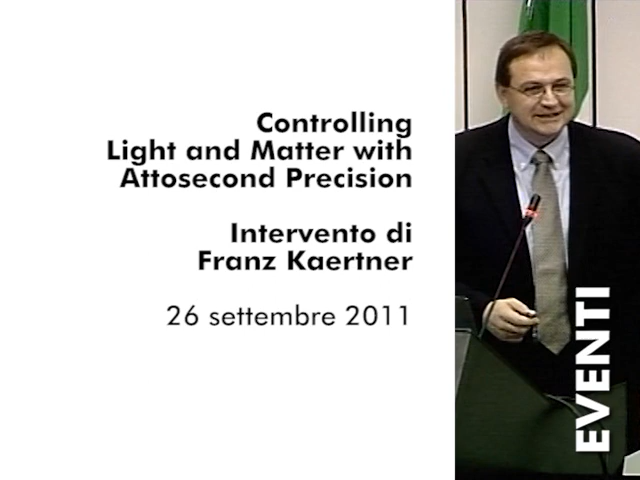 Controlling
Light and Matter with
Attosecond Precision
Intervento di
Franz Kaertner
26 settembre 2011
EVENTI